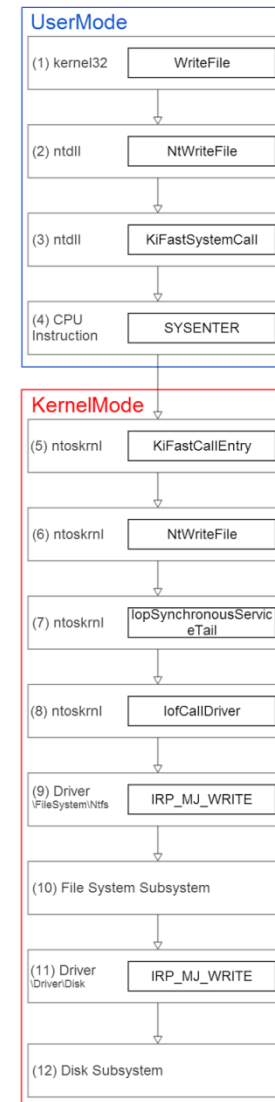 UserMode
(1) kernel32 WriteFile
(2) ntdll NtWriteFile
(3) ntdll KiFastSystemCall
(4) CPU
Instruction SYSENTER
KernelMode
(5) ntoskrnl KiFastCallEntry
(6) ntoskrnl NtWriteFile
(7) ntoskrnl IopSynchronousServic
eTail
(8) ntoskrnl IofCallDriver
(9) Driver
\FileSystem\Ntfs IRP_MJ_WRITE
(10) File System Subsystem
(11) Driver
\Driver\Disk IRP_MJ_WRITE
(12) Disk Subsystem